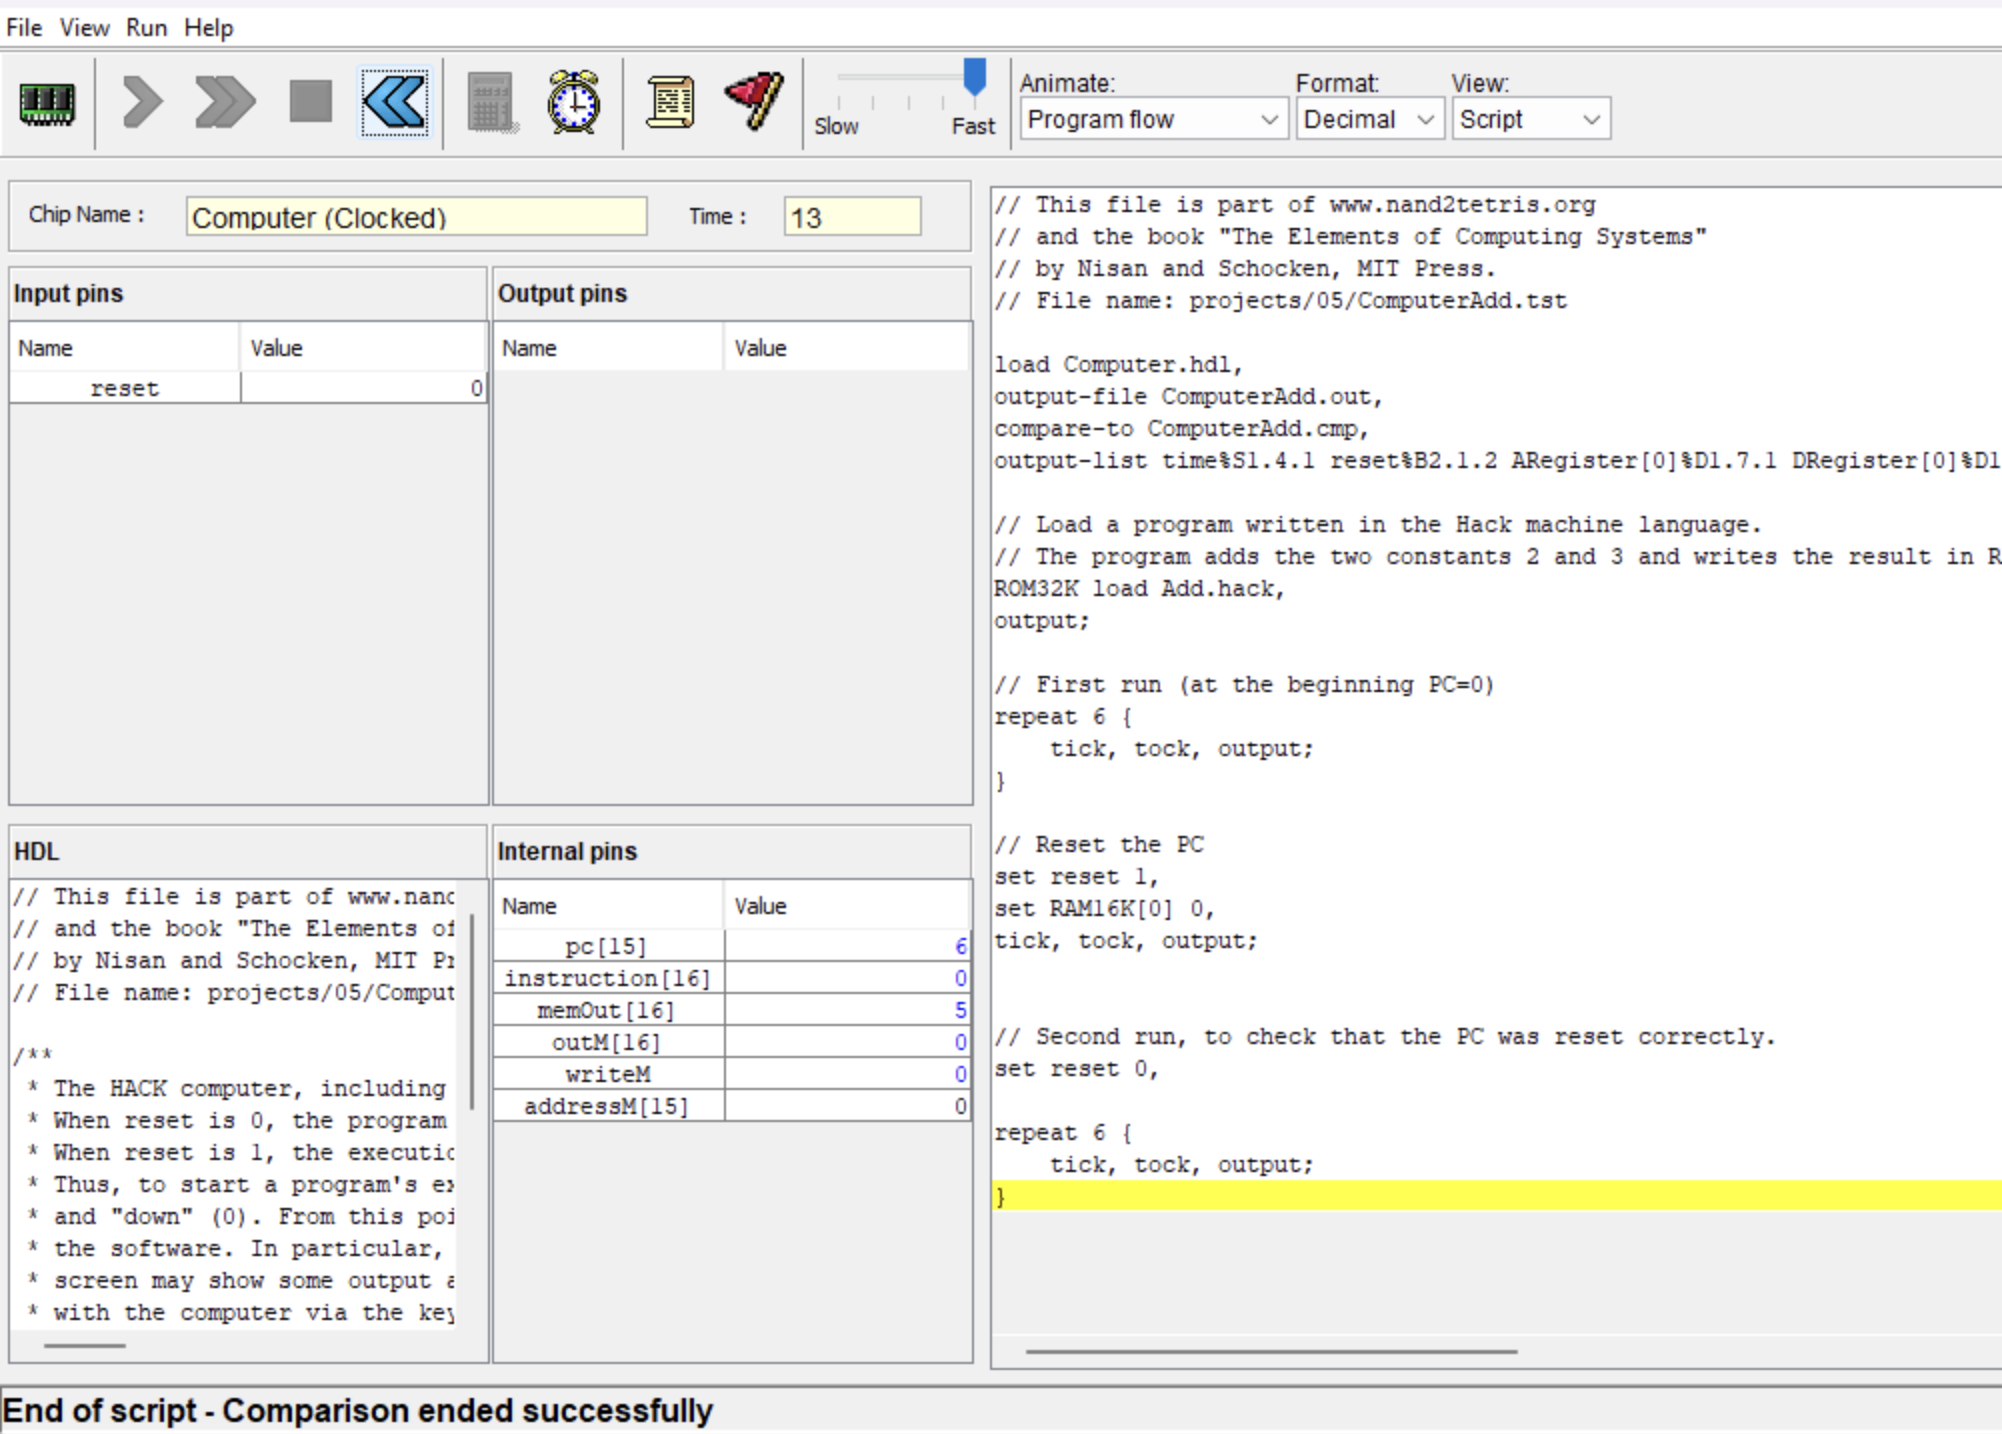 File View Run Help
Slow Fast
Animate: Format: View:
Program flow Decimal Script
Chip Name : Computer (Clocked) Time : 13
Input pins
Name Value
reset 0
Output pins
Name Value
HDL
// This file is part of www.nand
// and the book "The Elements of
// by Nisan and Schocken, MIT Pr
// File name: projects/05/Comput
/**
* The HACK computer, including
* When reset is 0, the program
* When reset is 1, the executic
* Thus, to start a program's ex
* and "down" (0). From this poi
* the software. In particular,
* screen may show some output a
* with the computer via the key
Internal pins
Name Value
pc[15] 6
instruction[16] 0
memOut[16] 5
outM[16] 0
writeM 0
addressM[15] 0
// This file is part of www.nand2tetris.org
// and the book "The Elements of Computing Systems"
// by Nisan and Schocken, MIT Press.
// File name: projects/05/ComputerAdd.tst
load Computer.hdl,
output-file ComputerAdd.out,
compare-to ComputerAdd.cmp,
output-list time%S1.4.1 reset%B2.1.2 ARegister[0]%D1.7.1 DRegister[0]%D1
// Load a program written in the Hack machine language.
// The program adds the two constants 2 and 3 and writes the result in R
ROM32K load Add.hack,
output;
// First run (at the beginning PC=0)
repeat 6 {
    tick, tock, output;
}
// Reset the PC
set reset 1,
set RAM16K[0] 0,
tick, tock, output;
// Second run, to check that the PC was reset correctly.
set reset 0,
repeat 6 {
    tick, tock, output;
}
End of script - Comparison ended successfully